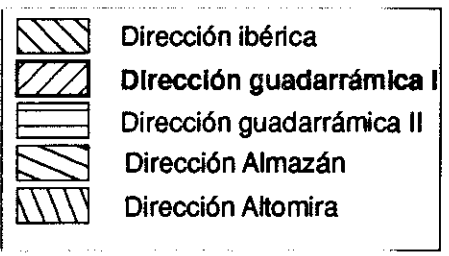 Dirección ibérica
Dirección guadarrámica I
Dirección guadarrámica II
Dirección Almazán
Dirección Altomira